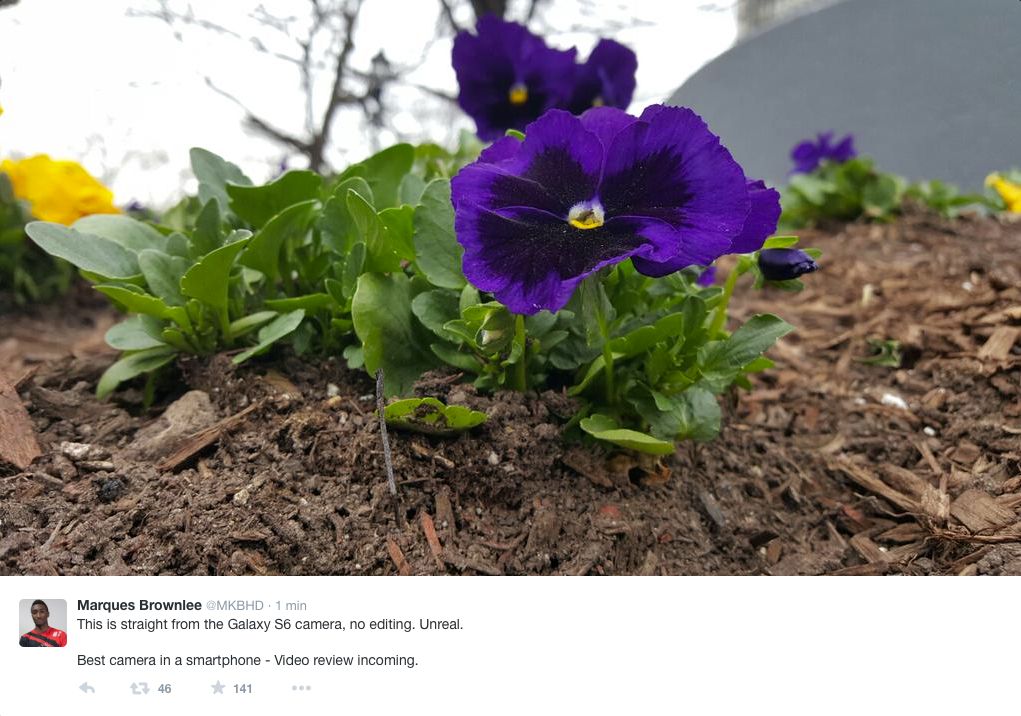 Marques Brownlee @MKBHD · 1 min
This is straight from the Galaxy S6 camera, no editing. Unreal.
Best camera in a smartphone - Video review incoming.
46 141